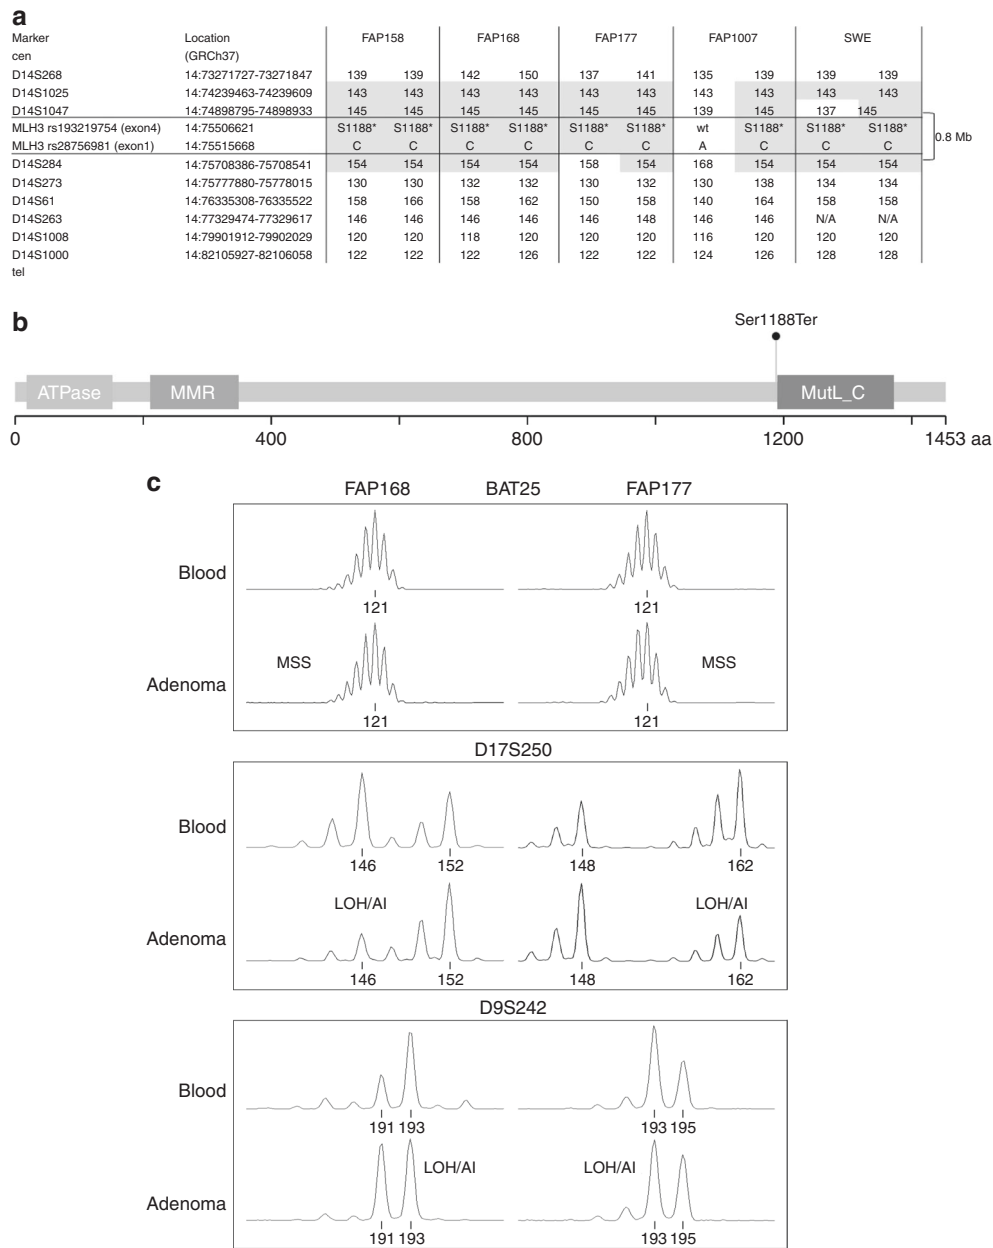 a
Marker Location FAP158 FAP168 FAP177 FAP1007 SWE
cen (GRCh37)
D14S268 14:73271727-73271847 139 139 142 150 137 141 135 139 139 139
D14S1025 14:74239463-74239609 143 143 143 143 143 143 143 143 143 143
D14S1047 14:74898795-74898933 145 145 145 145 145 145 139 145 137 145
MLH3 rs193219754 (exon4) 14:75506621 S1188* S1188* S1188* S1188* S1188* S1188* wt S1188* S1188* S1188*
0.8 Mb
MLH3 rs28756981 (exon1) 14:75515668 C C C C C C A C C C
D14S284 14:75708386-75708541 154 154 154 154 158 154 168 154 154 154
D14S273 14:75777880-75778015 130 130 132 132 130 132 130 138 134 134
D14S61 14:76335308-76335522 158 166 158 162 150 158 140 164 158 158
D14S263 14:77329474-77329617 146 146 146 146 146 148 146 146 N/A N/A
D14S1008 14:79901912-79902029 120 120 118 120 120 120 116 120 120 120
D14S1000 14:82105927-82106058 122 122 122 126 122 122 124 126 128 128
tel
b
Ser1188Ter
ATPase MMR MutL_C
0 400 800 1200 1453 aa
c
FAP168 BAT25 FAP177
Blood
121 121
MSS MSS
Adenoma
121 121
D17S250
Blood
146 152 148 162
LOH/AI LOH/AI
Adenoma
146 152 148 162
D9S242
Blood
191 193 193 195
LOH/AI LOH/AI
Adenoma
191 193 193 195